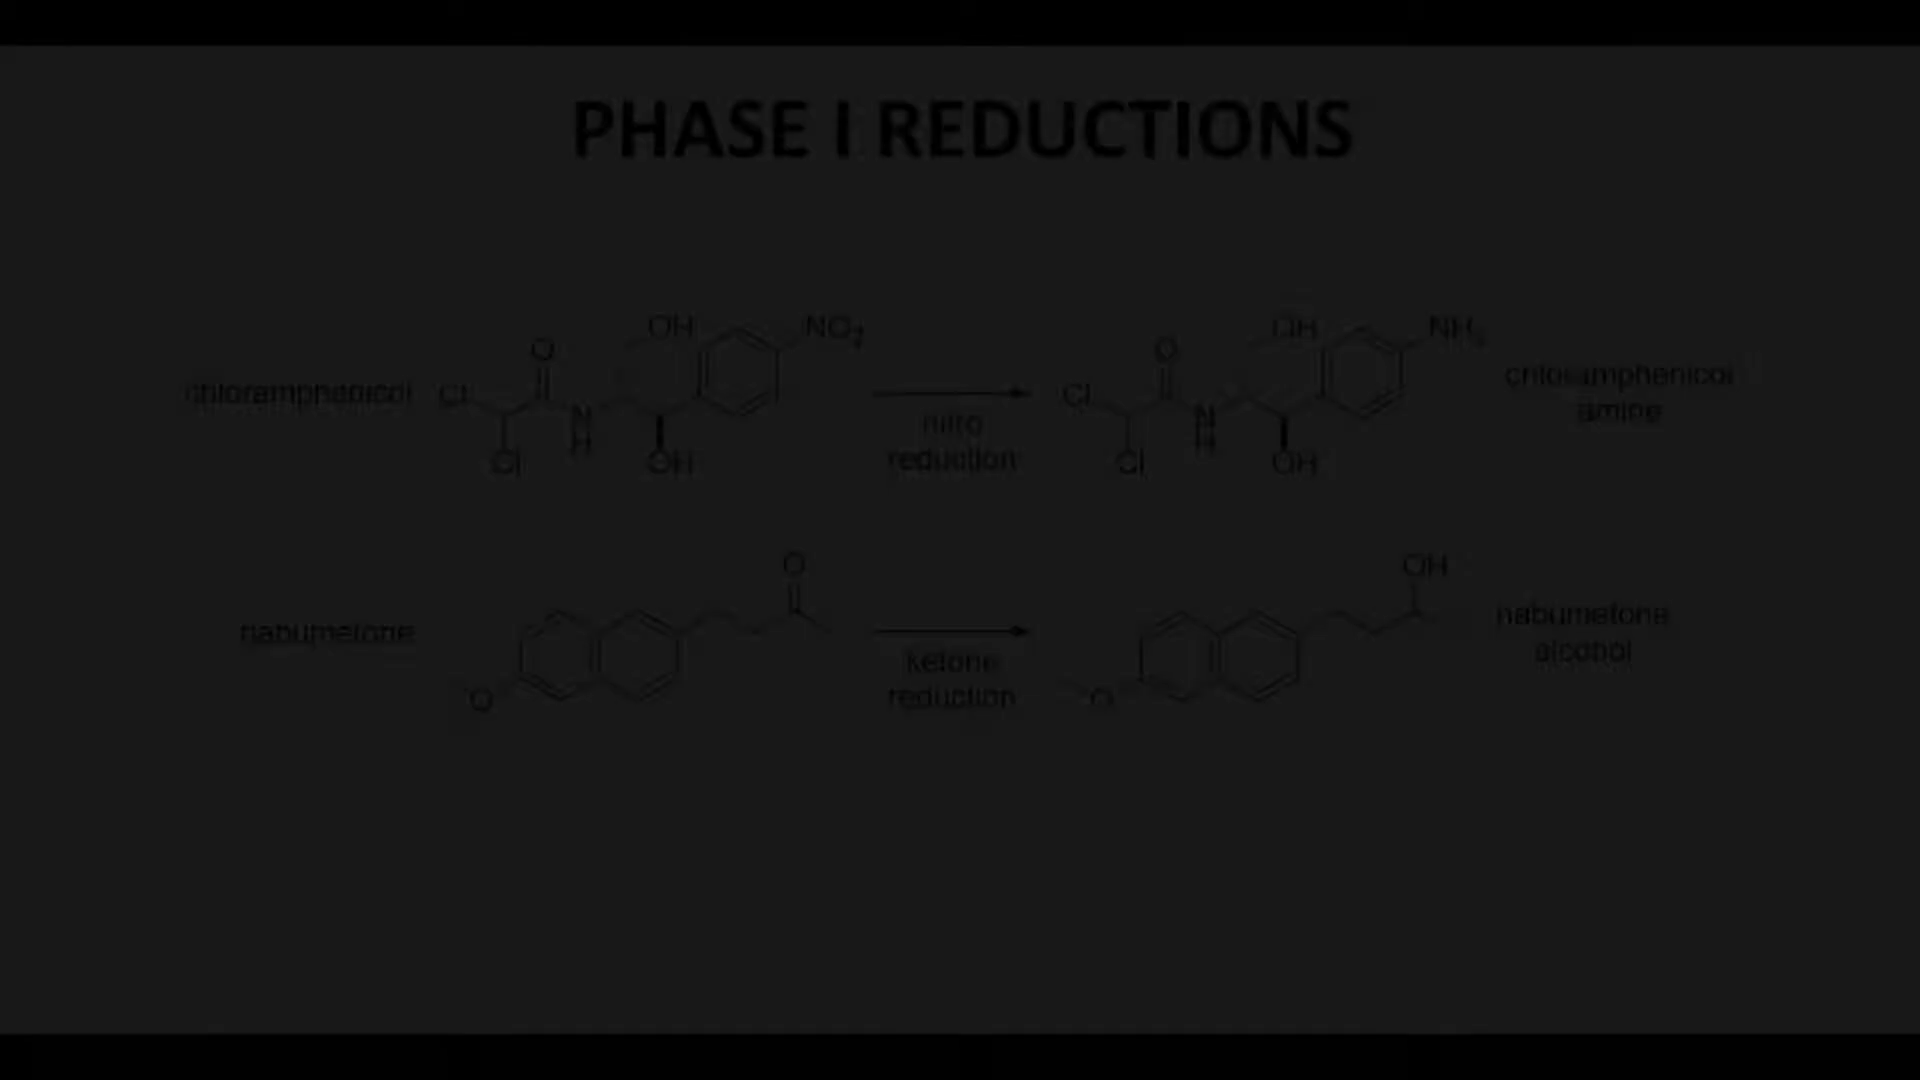 PHASE I REDUCTIONS
chloramphenicol
Cl
O
N
H
Cl
OH
OH
NO2
nitro
reduction
Cl
O
N
H
Cl
OH
OH
NH2
chloramphenicol
amine
nabumetone
O
O
ketone
reduction
O
OH
nabumetone
alcohol